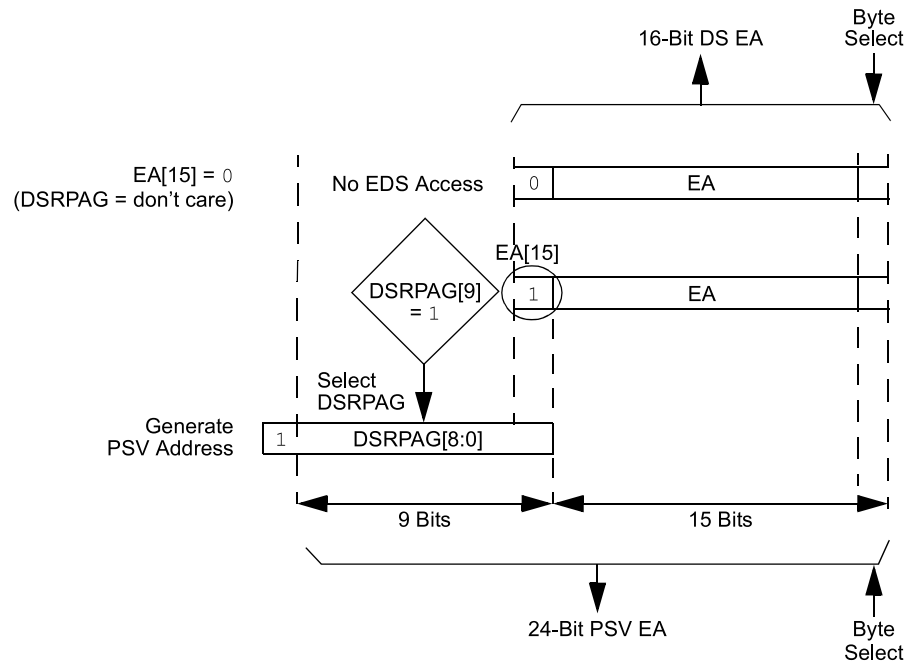 16-Bit DS EA
Byte
Select
EA[15] = 0
(DSRPAG = don't care)
No EDS Access
0
EA
EA[15]
DSRPAG[9]
= 1
1
EA
Select
DSRPAG
Generate
PSV Address
1
DSRPAG[8:0]
9 Bits
15 Bits
24-Bit PSV EA
Byte
Select